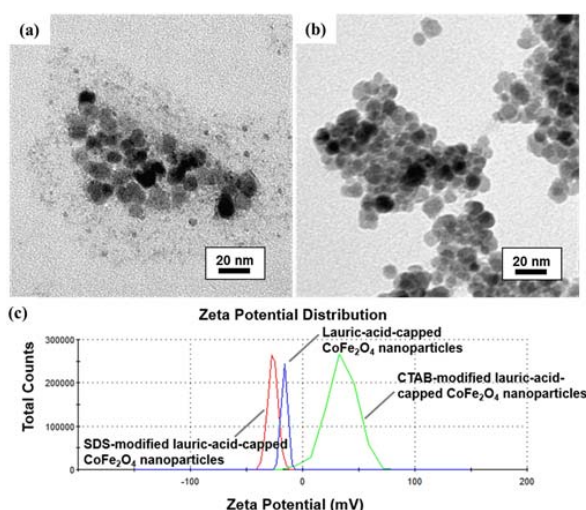 (a)
20 nm
(b)
20 nm
(c)
Zeta Potential Distribution
Total Counts
300000
200000
100000
0
-100
0
100
200
Zeta Potential (mV)
Lauric-acid-capped
CoFe₂O₄ nanoparticles
CTAB-modified lauric-acid-
capped CoFe₂O₄ nanoparticles
SDS-modified lauric-acid-capped
CoFe₂O₄ nanoparticles